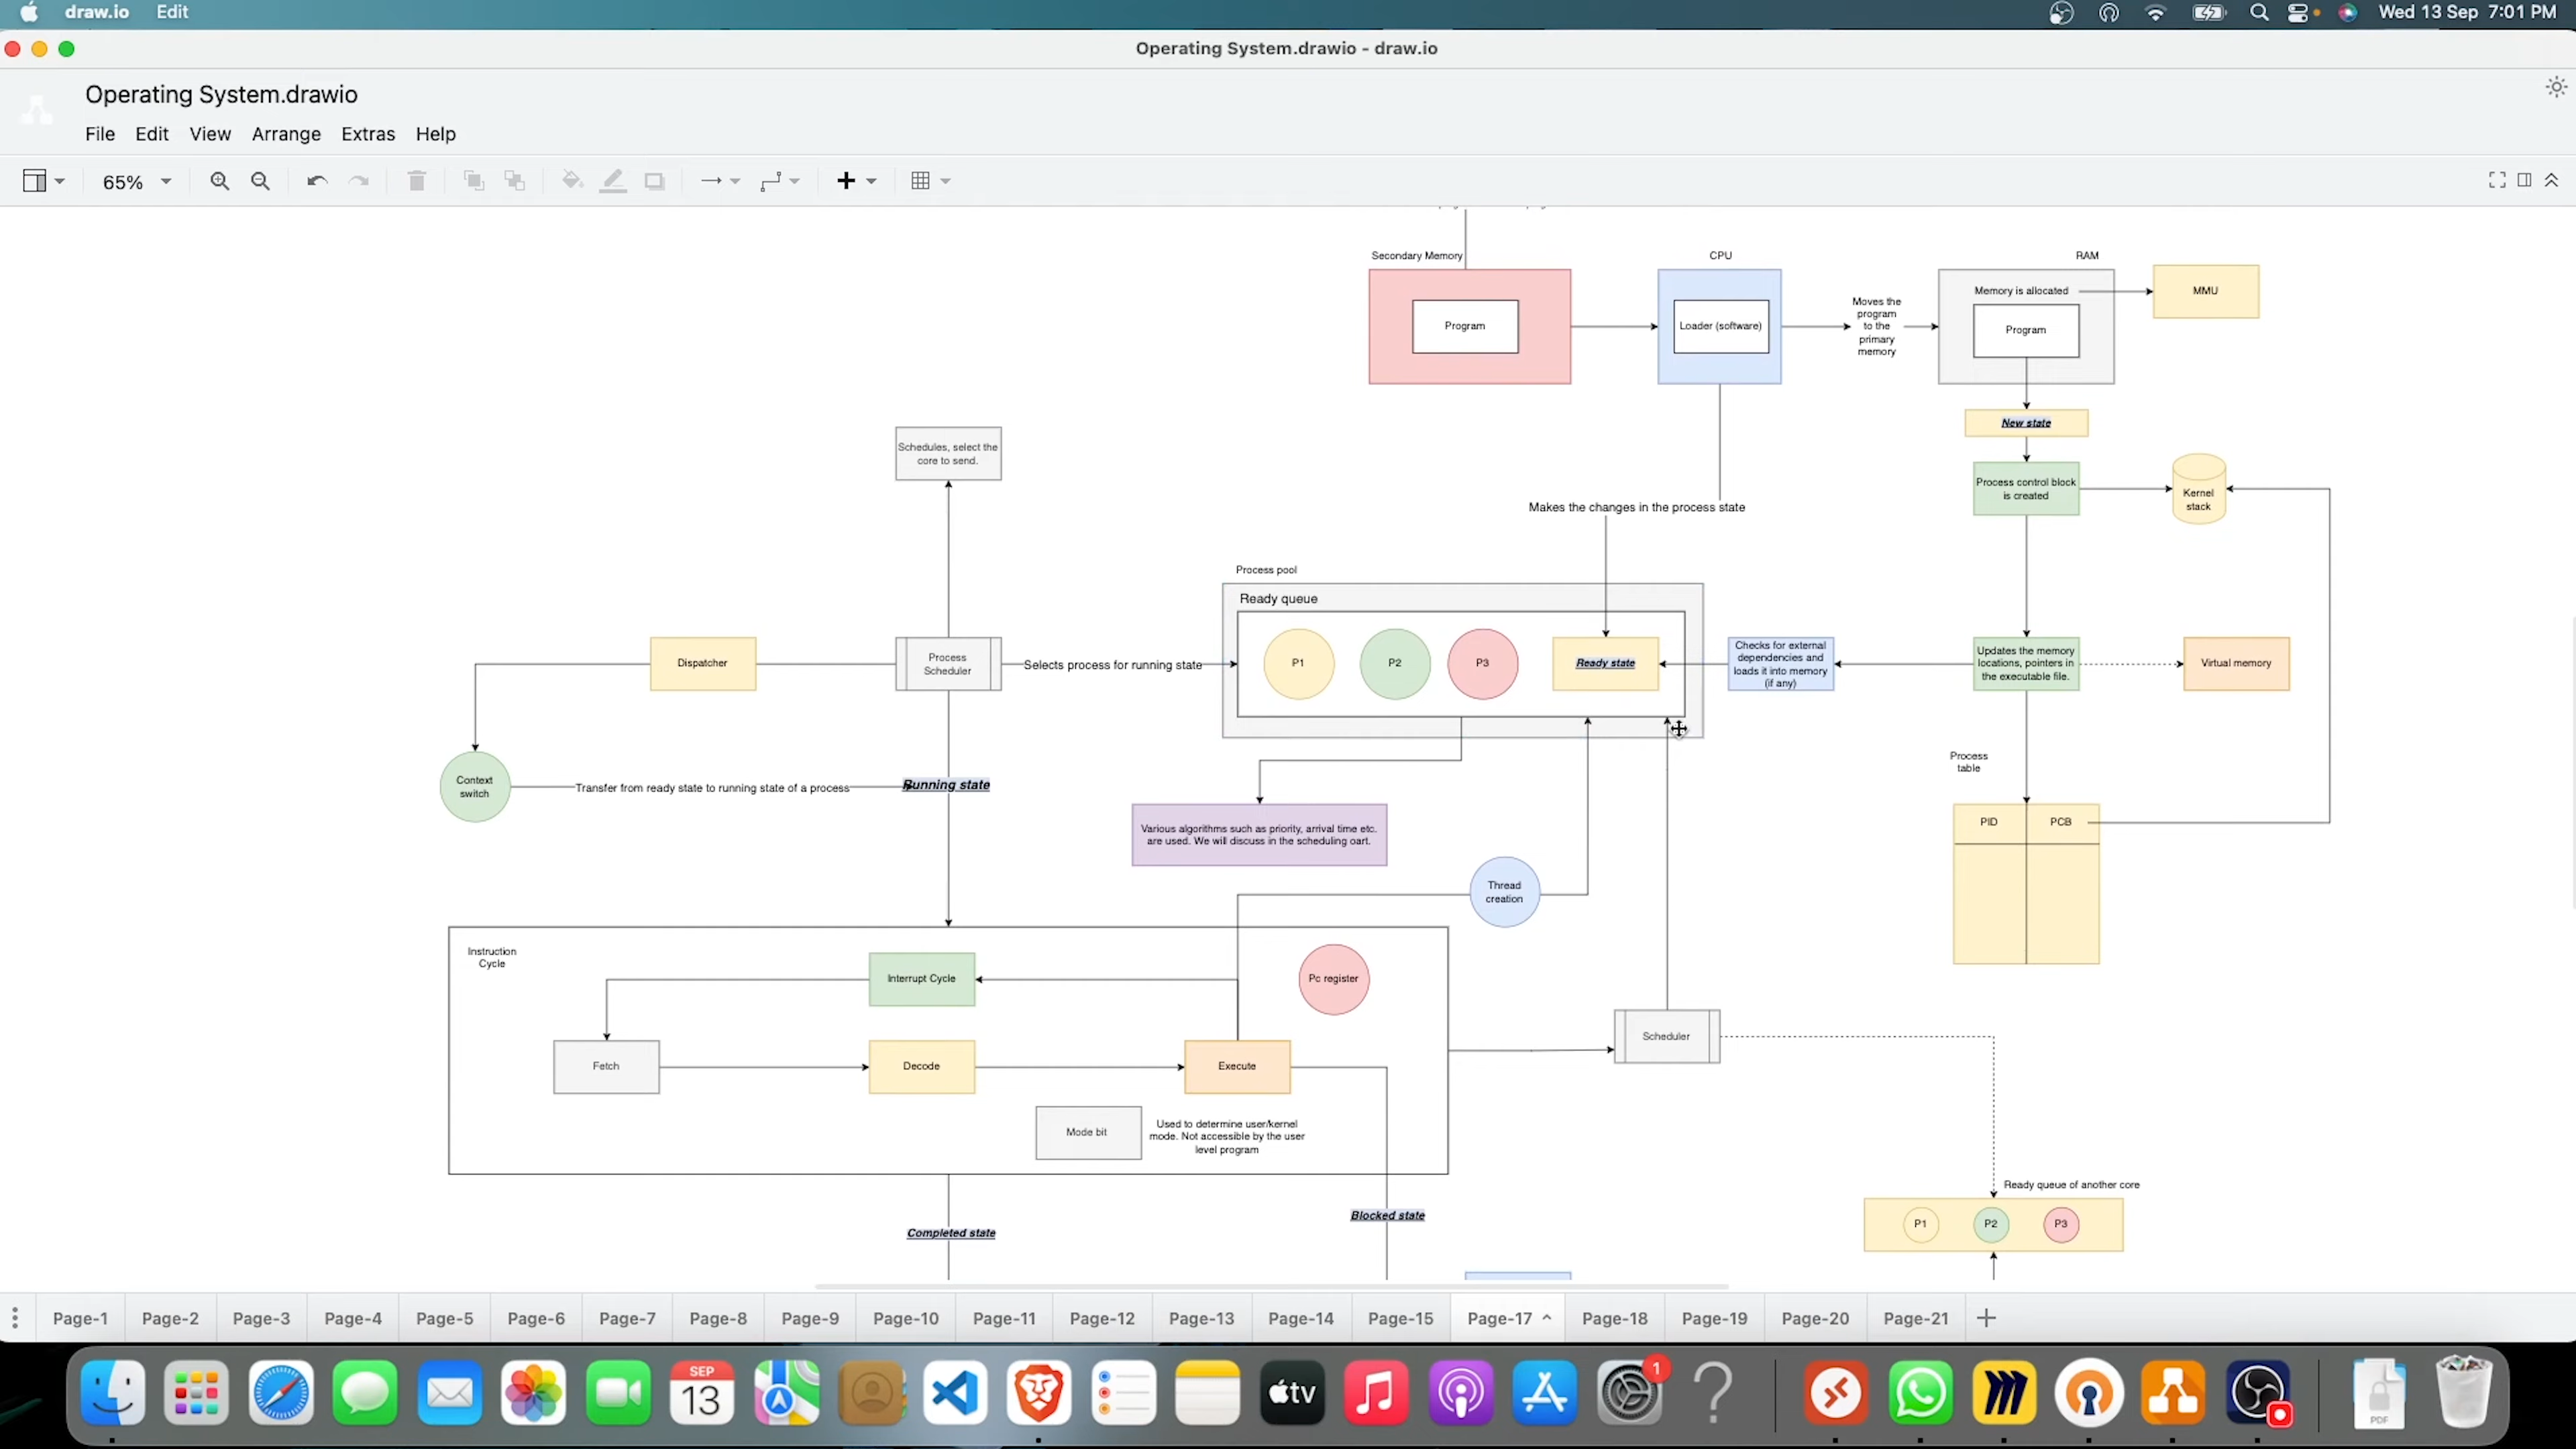 draw.io Edit
Wed 13 Sep 7:01 PM
Operating System.drawio - draw.io
Operating System.drawio
File Edit View Arrange Extras Help
65%
Secondary Memory
CPU
RAM
Program
Loader (software)
Moves the
program
to the
primary
memory
Memory is allocated
Program
MMU
New state
Schedules, select the
core to send.
Process control block
is created
Kernel
stack
Makes the changes in the process state
Process pool
Ready queue
Dispatcher
Process
Scheduler
Selects process for running state
P1
P2
P3
Ready state
Checks for external
dependencies and
loads it into memory
(if any)
Updates the memory
locations, pointers in
the executable file.
Virtual memory
Process
table
Context
switch
Transfer from ready state to running state of a process
Running state
PID
PCB
Various algorithms such as priority, arrival time etc.
are used. We will discuss in the scheduling oart.
Thread
creation
Instruction
Cycle
Interrupt Cycle
Pc register
Fetch
Decode
Execute
Scheduler
Mode bit
Used to determine user/kernel
mode. Not accessible by the user
level program
Ready queue of another core
P1
P2
P3
Completed state
Blocked state
Page-1 Page-2 Page-3 Page-4 Page-5 Page-6 Page-7 Page-8 Page-9 Page-10 Page-11 Page-12 Page-13 Page-14 Page-15 Page-17 Page-18 Page-19 Page-20 Page-21
SEP
13
tv
1
PDF